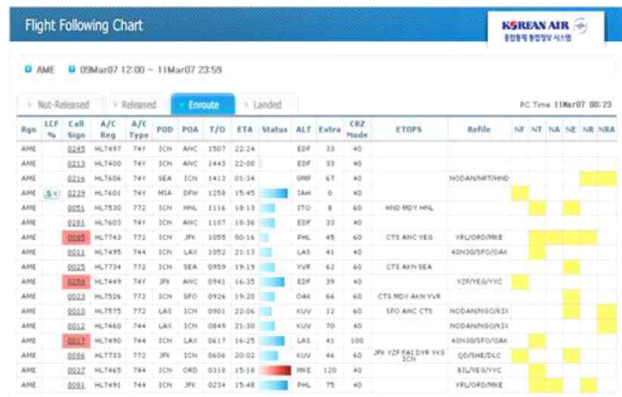 Flight Following Chart
KOREAN AIR
종합통제 통합정보 시스템
AME 09Mar07 12:00 ~ 11Mar07 23:59
Not-Released Released Enroute Landed PC Time 11Mar07 00:23
Rgn LCF % Call Sign A/C Reg A/C Type POD POA T/O ETA Status ALT Extra CRZ Mode ETOPS Refile NF NT NA NE NR NRA
AME 0245 HL7497 74Y ICN ANC 1507 22:24 EDF 33 40
AME 0213 HL7400 74Y ICN ANC 1443 22:00 EDF 33 40
AME 0216 HL7606 74Y SEA ICN 1413 01:34 GMP 67 40 NODAN/NRT/HND
AME 0239 HL7601 74Y MIA DFW 1258 15:45 0 40
AME 0051 HL7530 772 ICN HNL 1116 18:13 ITO 8 60 HND MDY HNL
AME 0281 HL7603 74Y ICN ANC 1107 18:36 EDF 33 40
AME 0085 HL7743 772 ICN JFK 1055 00:16 PHL 45 60 CTS ANC YEG YRL/ORD/MKE
AME 0011 HL7495 744 ICN LAX 1052 21:13 LAS 41 40 40N30/SFO/OAK
AME 0025 HL7734 772 ICN SEA 0959 19:19 YVR 62 60 CTS AKN SEA
AME 0258 HL7449 74Y JFK ANC 0941 16:35 EDF 39 40 YZF/YEG/YYC
AME 0023 HL7526 773 ICN SFO 0926 19:20 OAK 66 60 CTS MDY AKN YVR
AME 0010 HL7575 772 LAS ICN 0901 22:06 KUV 12 60 SFO ANC CTS NODAN/NGO/KIX
AME 0012 HL7460 744 LAX ICN 0849 21:30 KUV 70 40 NODAN/NGO/KIX
AME 0017 HL7490 744 ICN LAX 0617 16:25 LAS 41 100 40N30/SFO/OAK
AME 0086 HL7733 772 JFK ICN 0606 20:02 KUV 46 60 JFK YZF FAI DYR YKS ICN QD/SHE/DLC
AME 0037 HL7465 744 ICN ORD 0318 15:18 MKE 120 40 BIL/YEG/YYC
AME 0081 HL7491 744 ICN JFK 0234 15:48 PHL 75 40 YRL/ORD/MKE